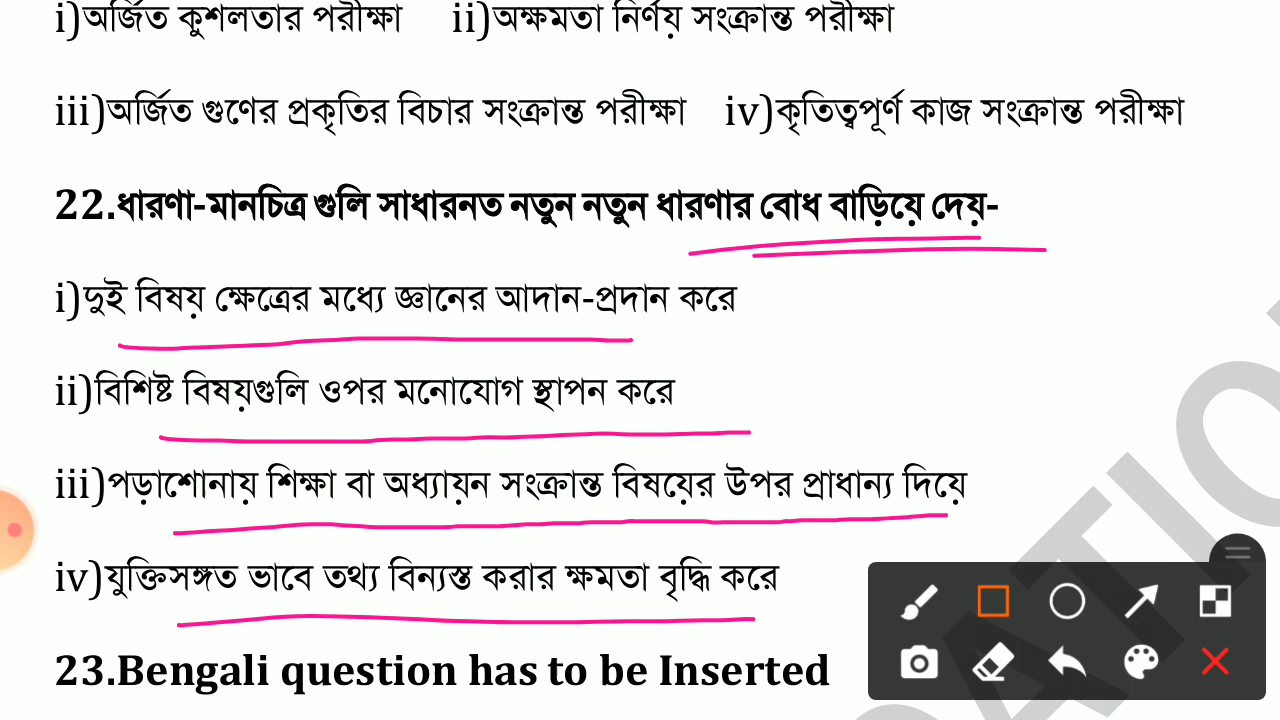 i)অর্জিত কুশলতার পরীক্ষা ii)অক্ষমতা নির্ণয় সংক্রান্ত পরীক্ষা
iii)অর্জিত গুণের প্রকৃতির বিচার সংক্রান্ত পরীক্ষা iv)কৃতিত্বপূর্ণ কাজ সংক্রান্ত পরীক্ষা
22.ধারণা-মানচিত্র গুলি সাধারনত নতুন নতুন ধারণার বোধ বাড়িয়ে দেয়-
i)দুই বিষয় ক্ষেত্রের মধ্যে জ্ঞানের আদান-প্রদান করে
ii)বিশিষ্ট বিষয়গুলি ওপর মনোযোগ স্থাপন করে
iii)পড়াশোনায় শিক্ষা বা অধ্যায়ন সংক্রান্ত বিষয়ের উপর প্রাধান্য দিয়ে
iv)যুক্তিসঙ্গত ভাবে তথ্য বিন্যস্ত করার ক্ষমতা বৃদ্ধি করে
23.Bengali question has to be Inserted